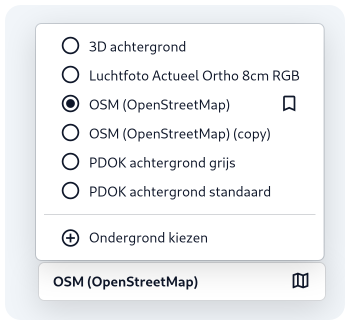 3D achtergrond
Luchtfoto Actueel Ortho 8cm RGB
OSM (OpenStreetMap)
OSM (OpenStreetMap) (copy)
PDOK achtergrond grijs
PDOK achtergrond standaard
Ondergrond kiezen
OSM (OpenStreetMap)